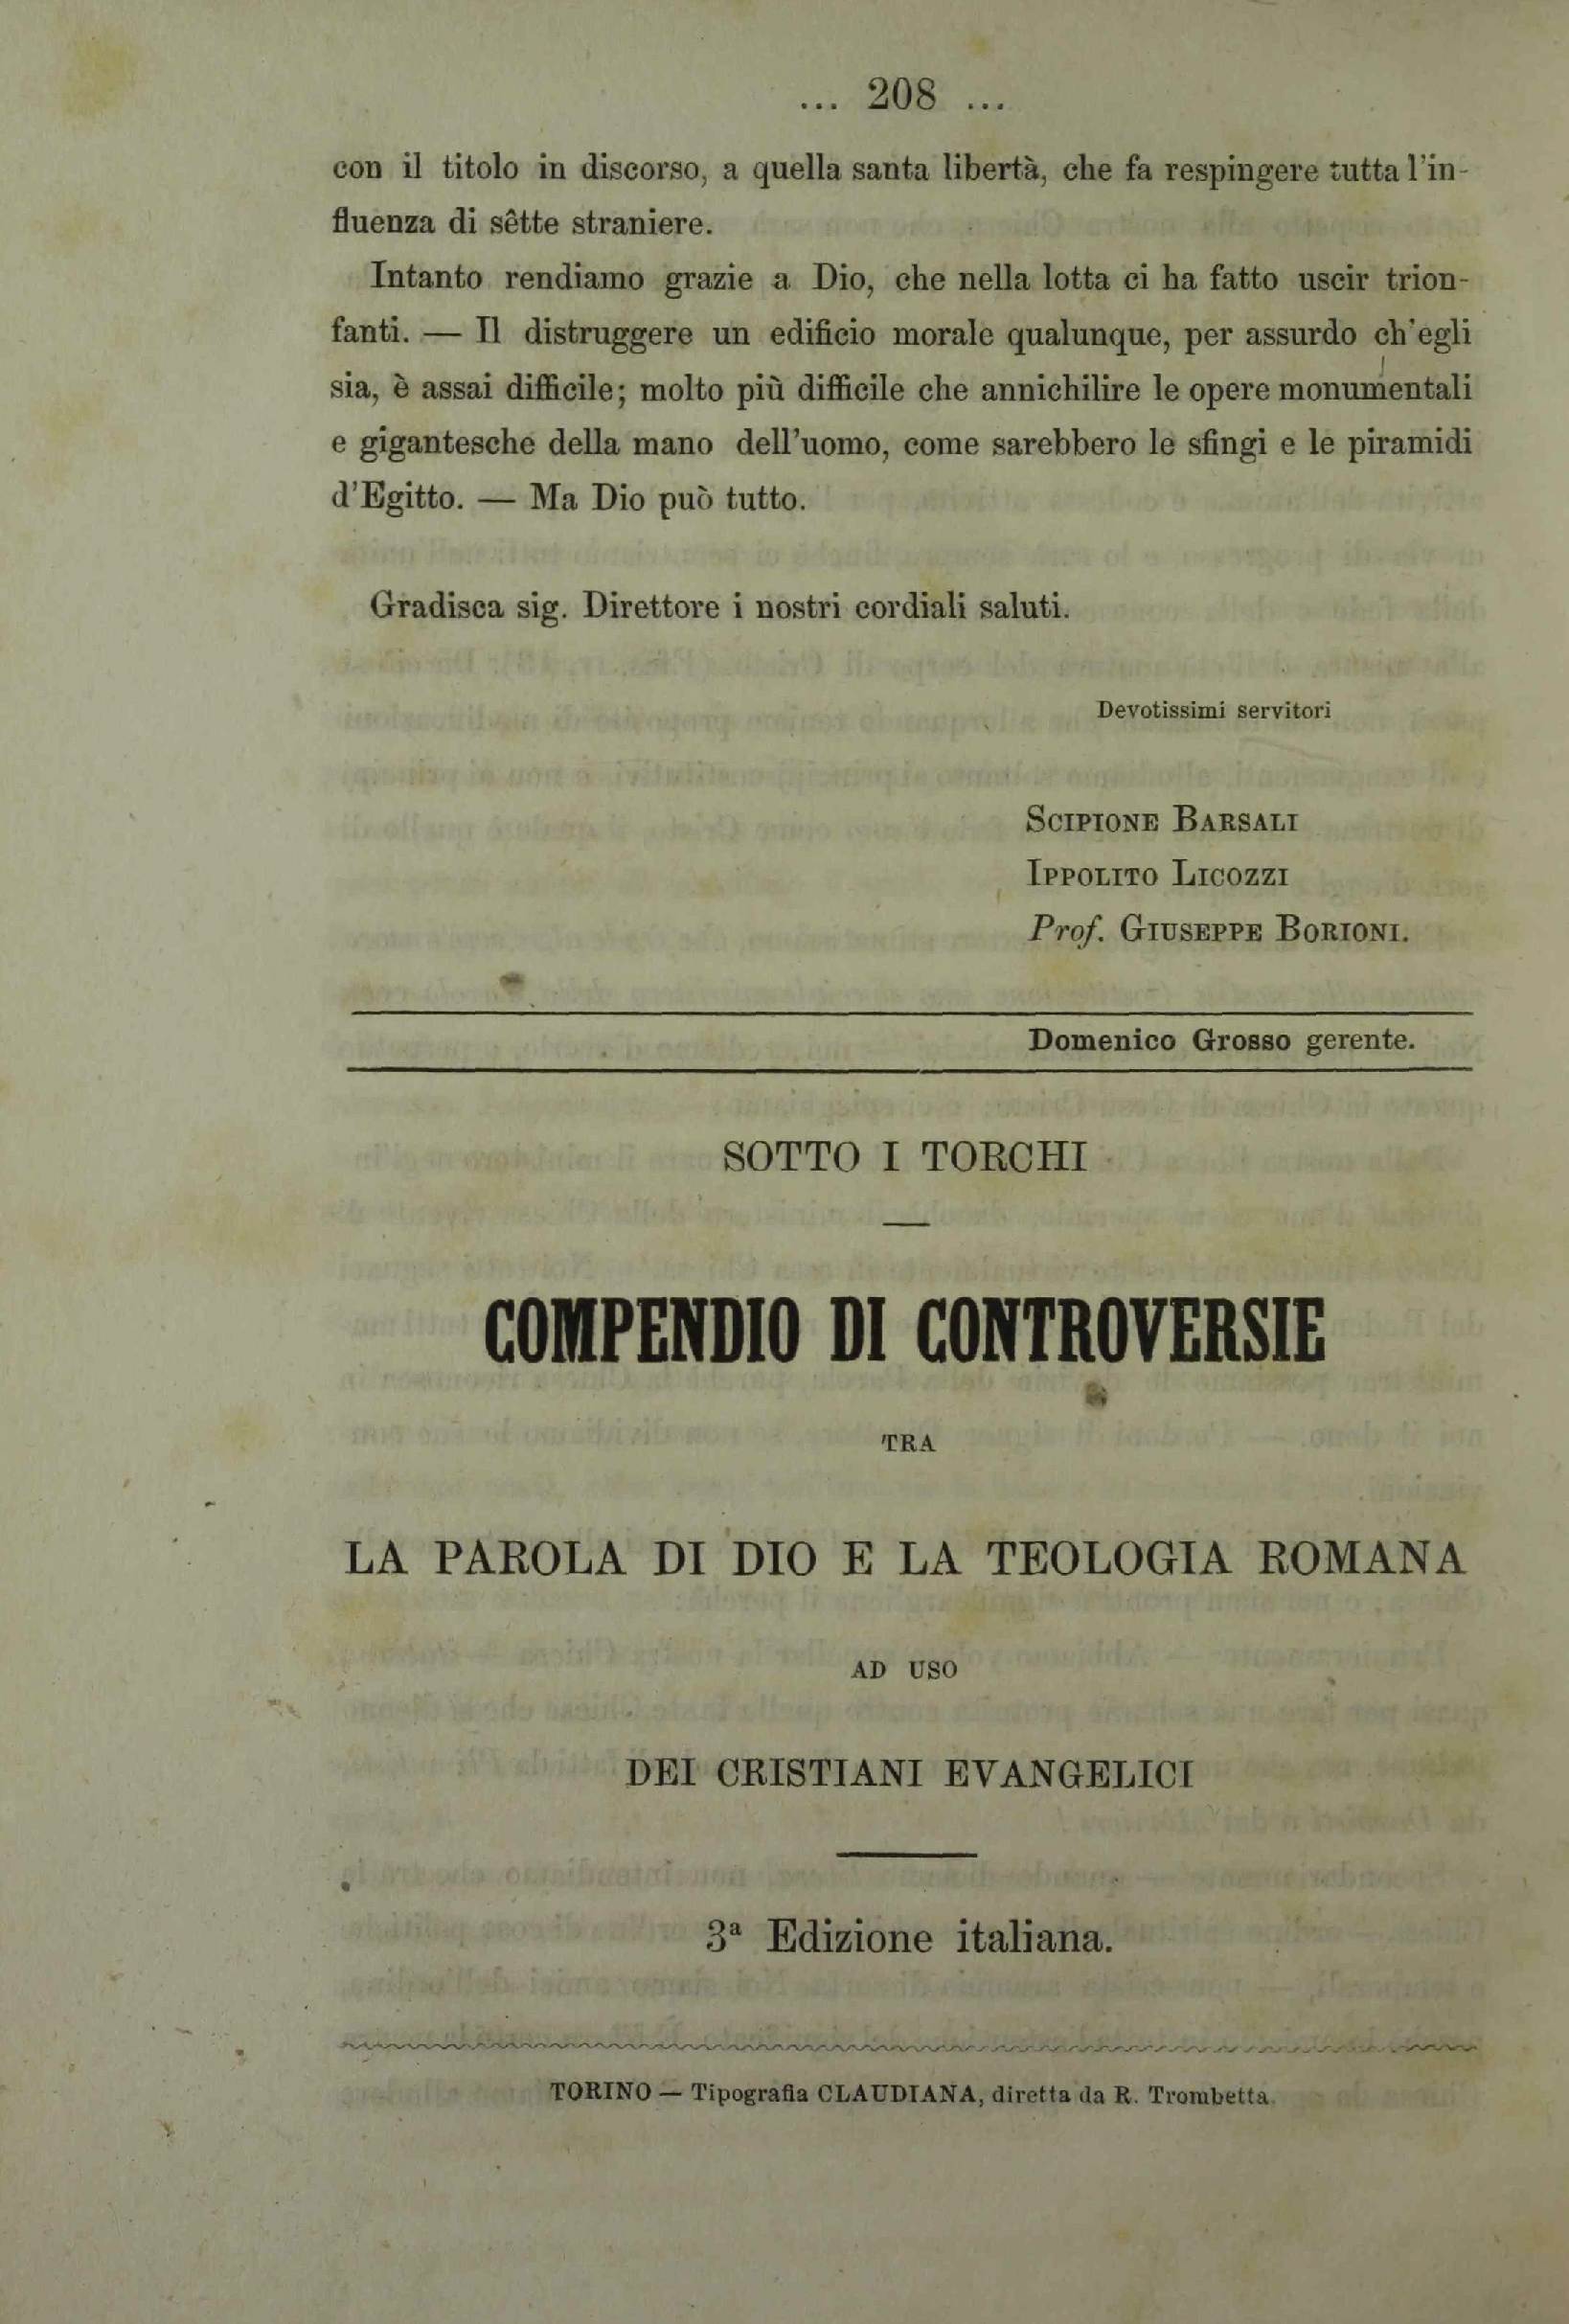 ... 208 ...
con il titolo in discorso, a quella santa libertà, che fa respingere tutta l'in-
fluenza di sêtte straniere.
Intanto rendiamo grazie a Dio, che nella lotta ci ha fatto uscir trion-
fanti. — Il distruggere un edificio morale qualunque, per assurdo ch'egli
sia, è assai difficile; molto più difficile che annichilire le opere monumentali
e gigantesche della mano dell'uomo, come sarebbero le sfingi e le piramidi
d'Egitto. — Ma Dio può tutto.
Gradisca sig. Direttore i nostri cordiali saluti.
Devotissimi servitori
SCIPIONE BARSALI
IPPOLITO LICOZZI
Prof. GIUSEPPE BORIONI.
Domenico Grosso gerente.
SOTTO I TORCHI
COMPENDIO DI CONTROVERSIE
TRA
LA PAROLA DI DIO E LA TEOLOGIA ROMANA
AD USO
DEI CRISTIANI EVANGELICI
3ª Edizione italiana.
TORINO — Tipografia CLAUDIANA, diretta da R. Trombetta.